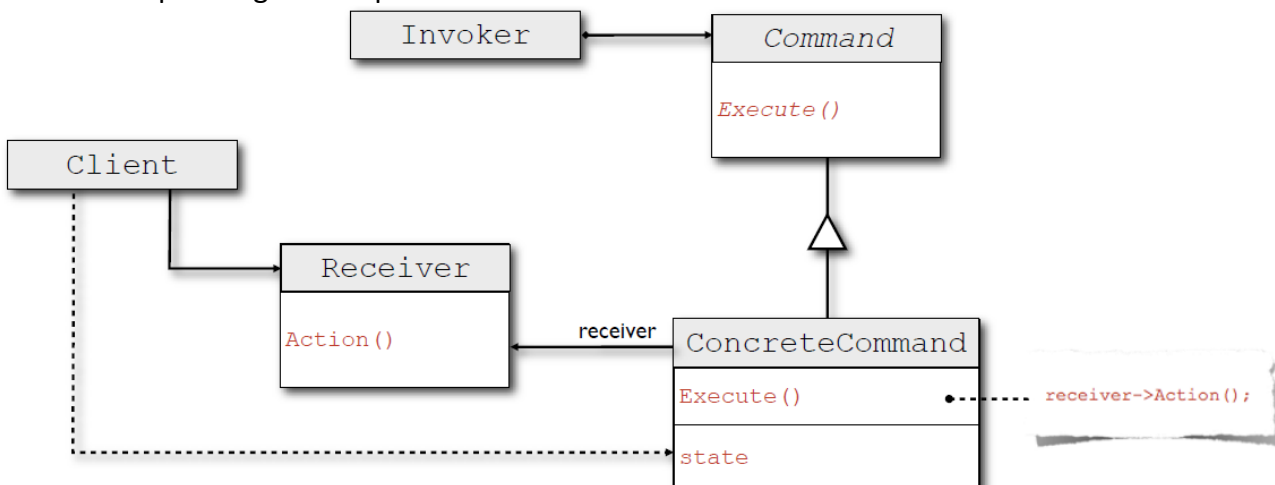 Invoker
Command
Execute()
Client
Receiver
Action()
receiver
ConcreteCommand
Execute()
receiver->Action();
state